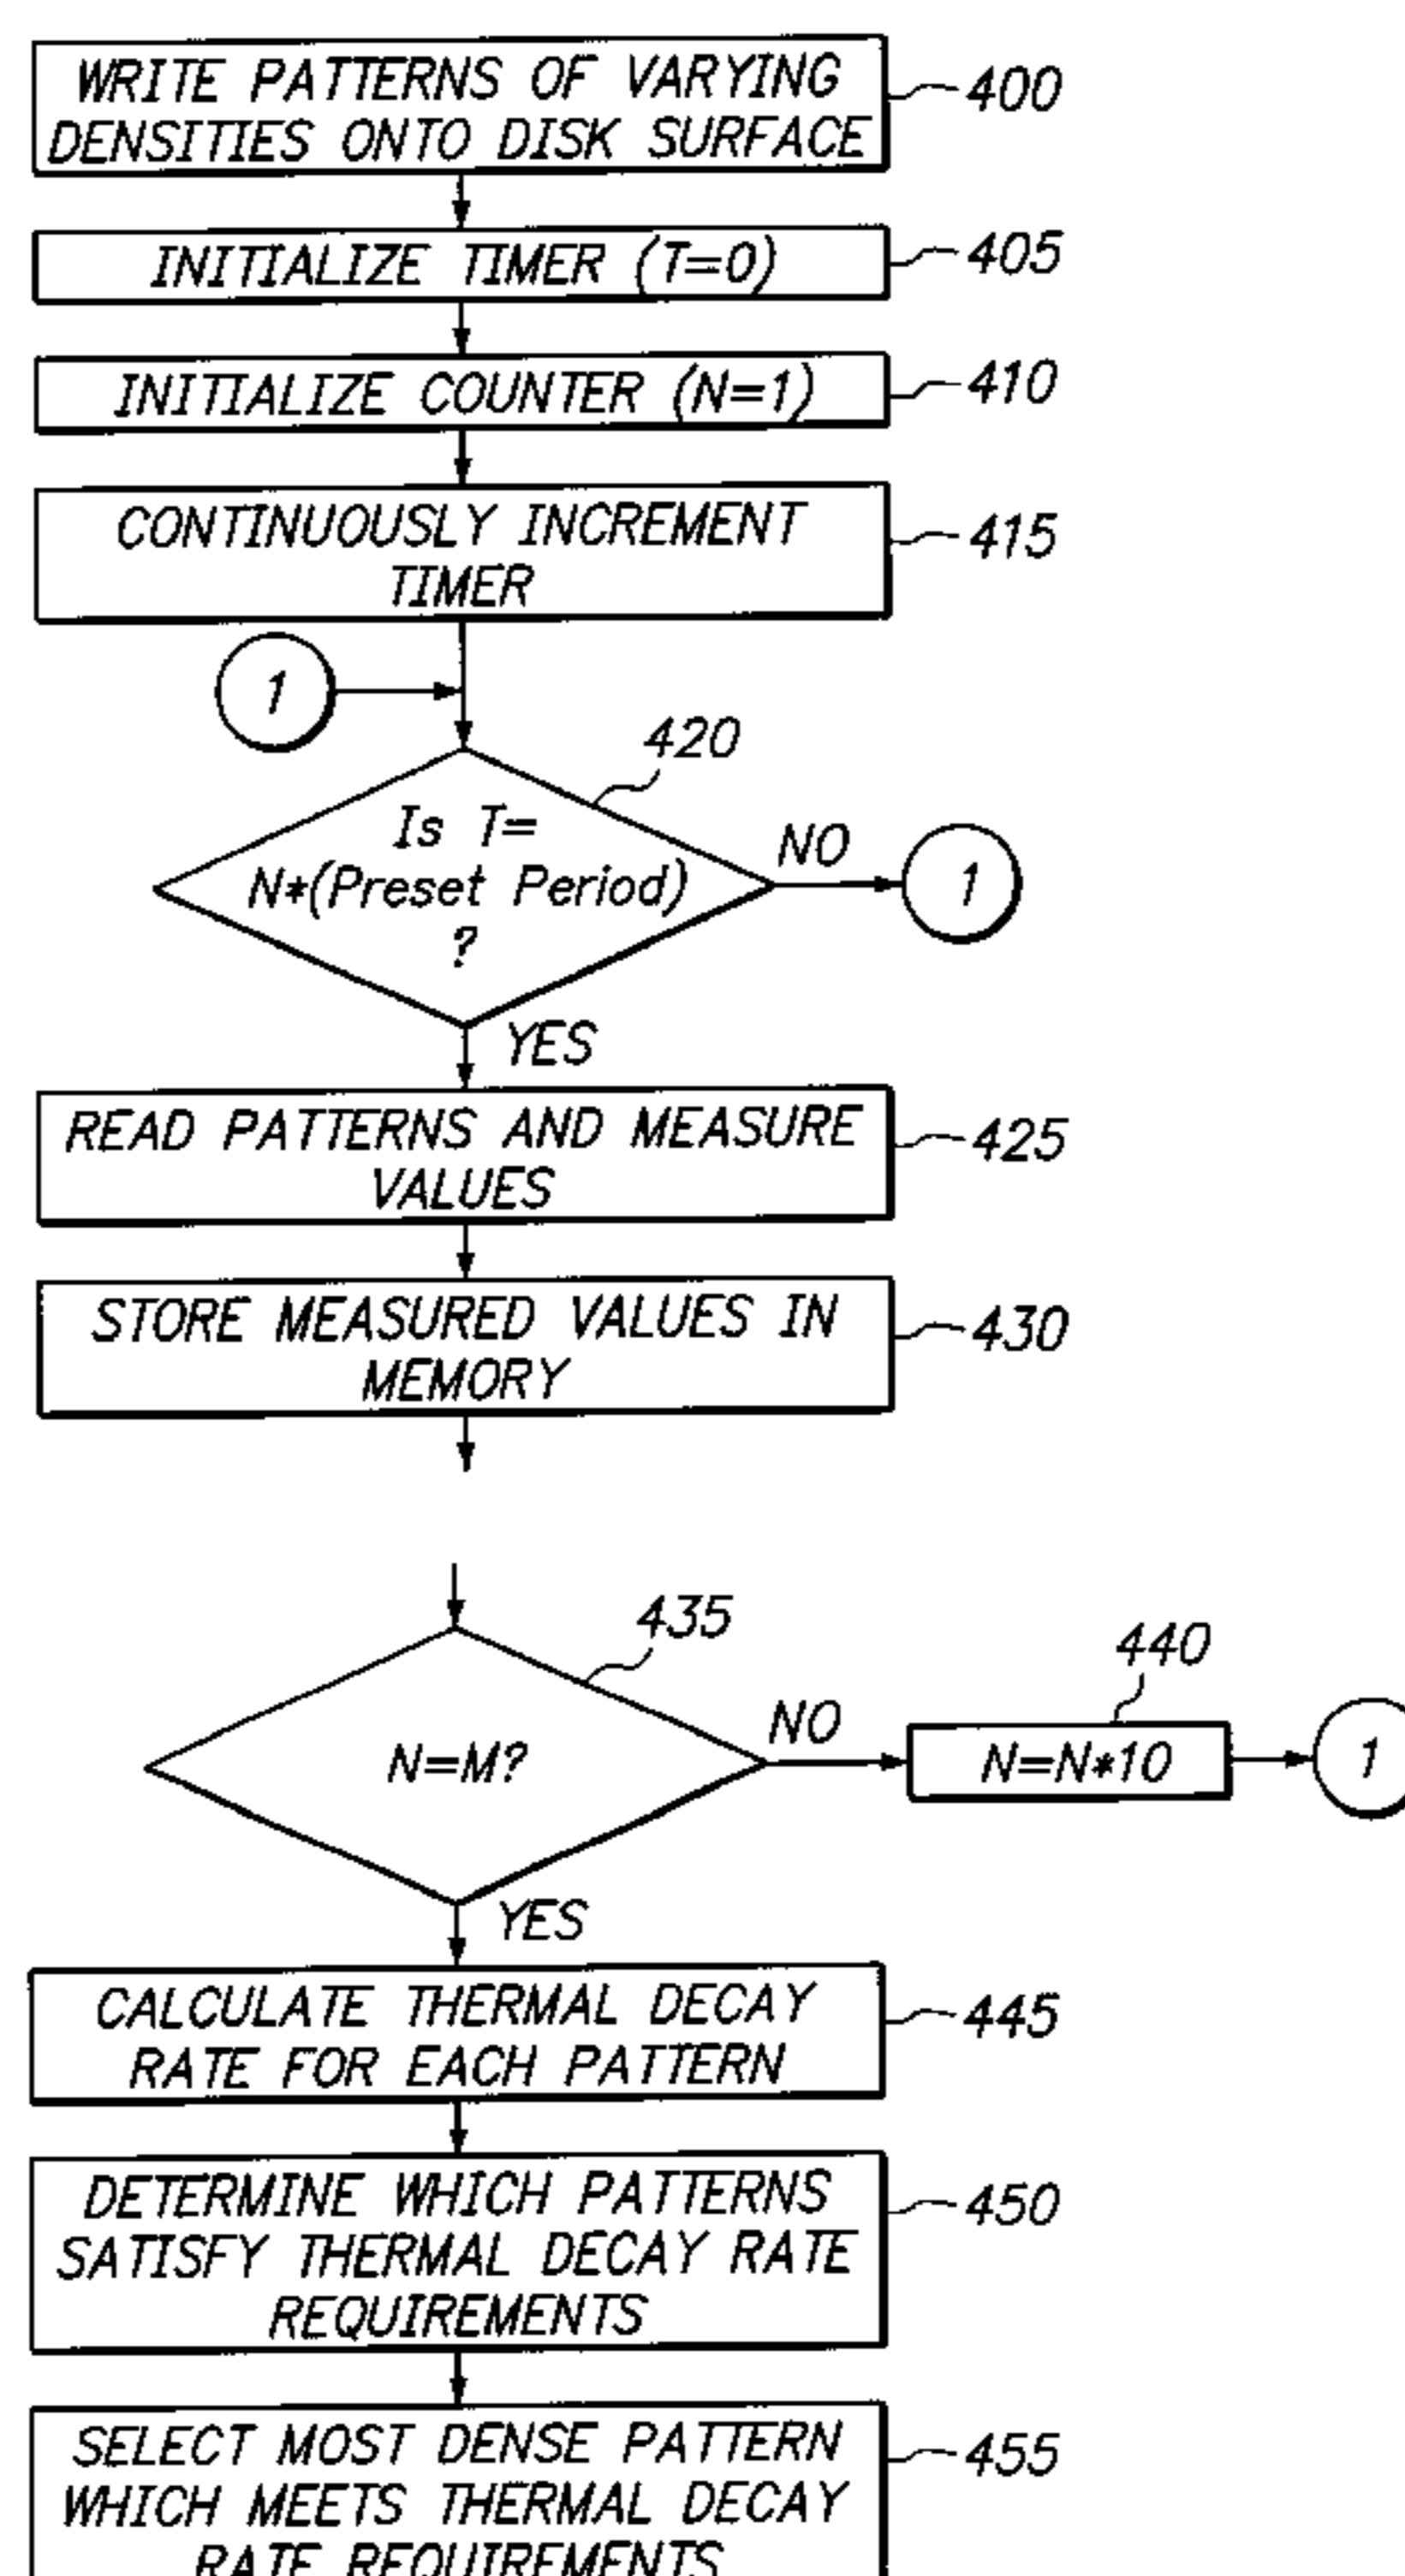 WRITE PATTERNS OF VARYING
DENSITIES ONTO DISK SURFACE
400
INITIALIZE TIMER (T=0)
405
INITIALIZE COUNTER (N=1)
410
CONTINUOUSLY INCREMENT
TIMER
415
1
420
Is T=
N*(Preset Period)
?
NO
1
YES
READ PATTERNS AND MEASURE
VALUES
425
STORE MEASURED VALUES IN
MEMORY
430
435
N=M?
NO
440
N=N*10
1
YES
CALCULATE THERMAL DECAY
RATE FOR EACH PATTERN
445
DETERMINE WHICH PATTERNS
SATISFY THERMAL DECAY RATE
REQUIREMENTS
450
SELECT MOST DENSE PATTERN
WHICH MEETS THERMAL DECAY
RATE REQUIREMENTS
455